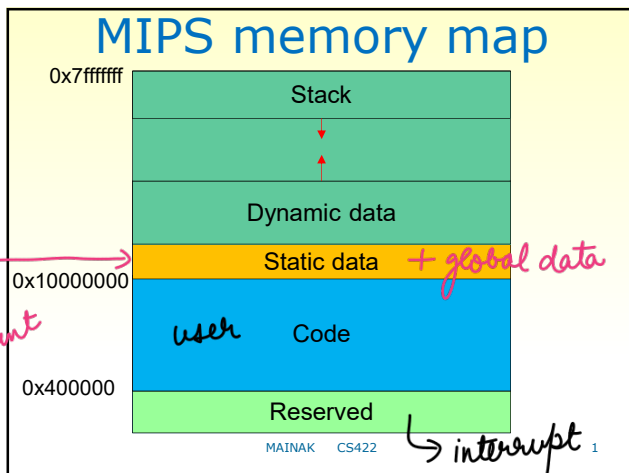 MIPS memory map
0x7fffffff
Stack
Dynamic data
Static data + global data
0x10000000
user Code
0x400000
Reserved
MAINAK CS422 interrupt 1